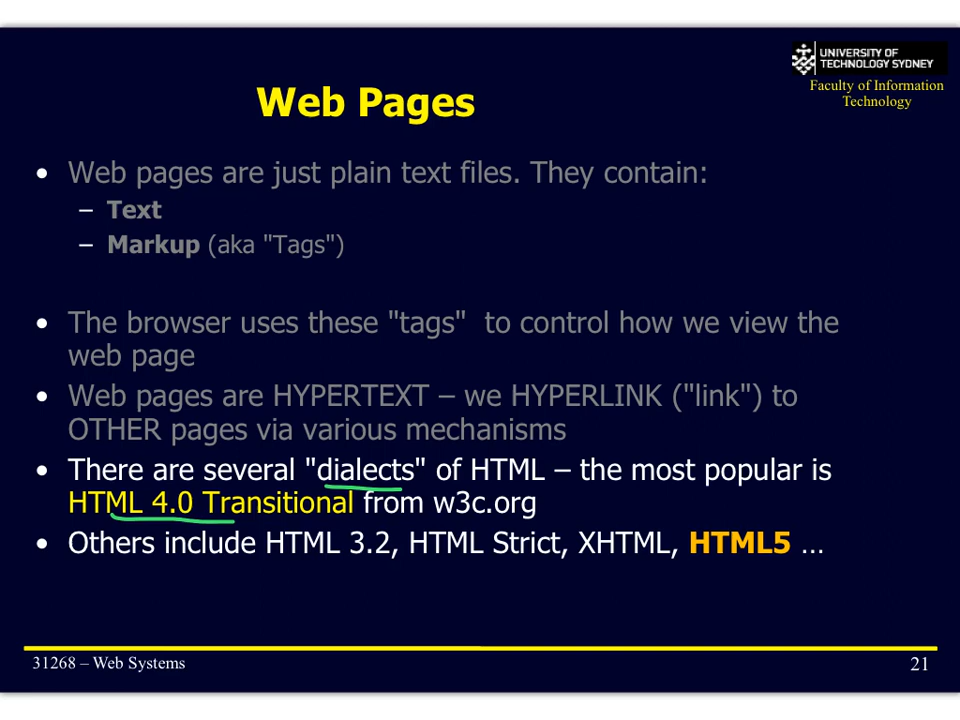 UNIVERSITY OF
TECHNOLOGY SYDNEY
Faculty of Information
Technology
Web Pages
• Web pages are just plain text files. They contain:
– Text
– Markup (aka "Tags")
• The browser uses these "tags"  to control how we view the
web page
• Web pages are HYPERTEXT – we HYPERLINK ("link") to
OTHER pages via various mechanisms
• There are several "dialects" of HTML – the most popular is
HTML 4.0 Transitional from w3c.org
• Others include HTML 3.2, HTML Strict, XHTML, HTML5 …
31268 – Web Systems
21